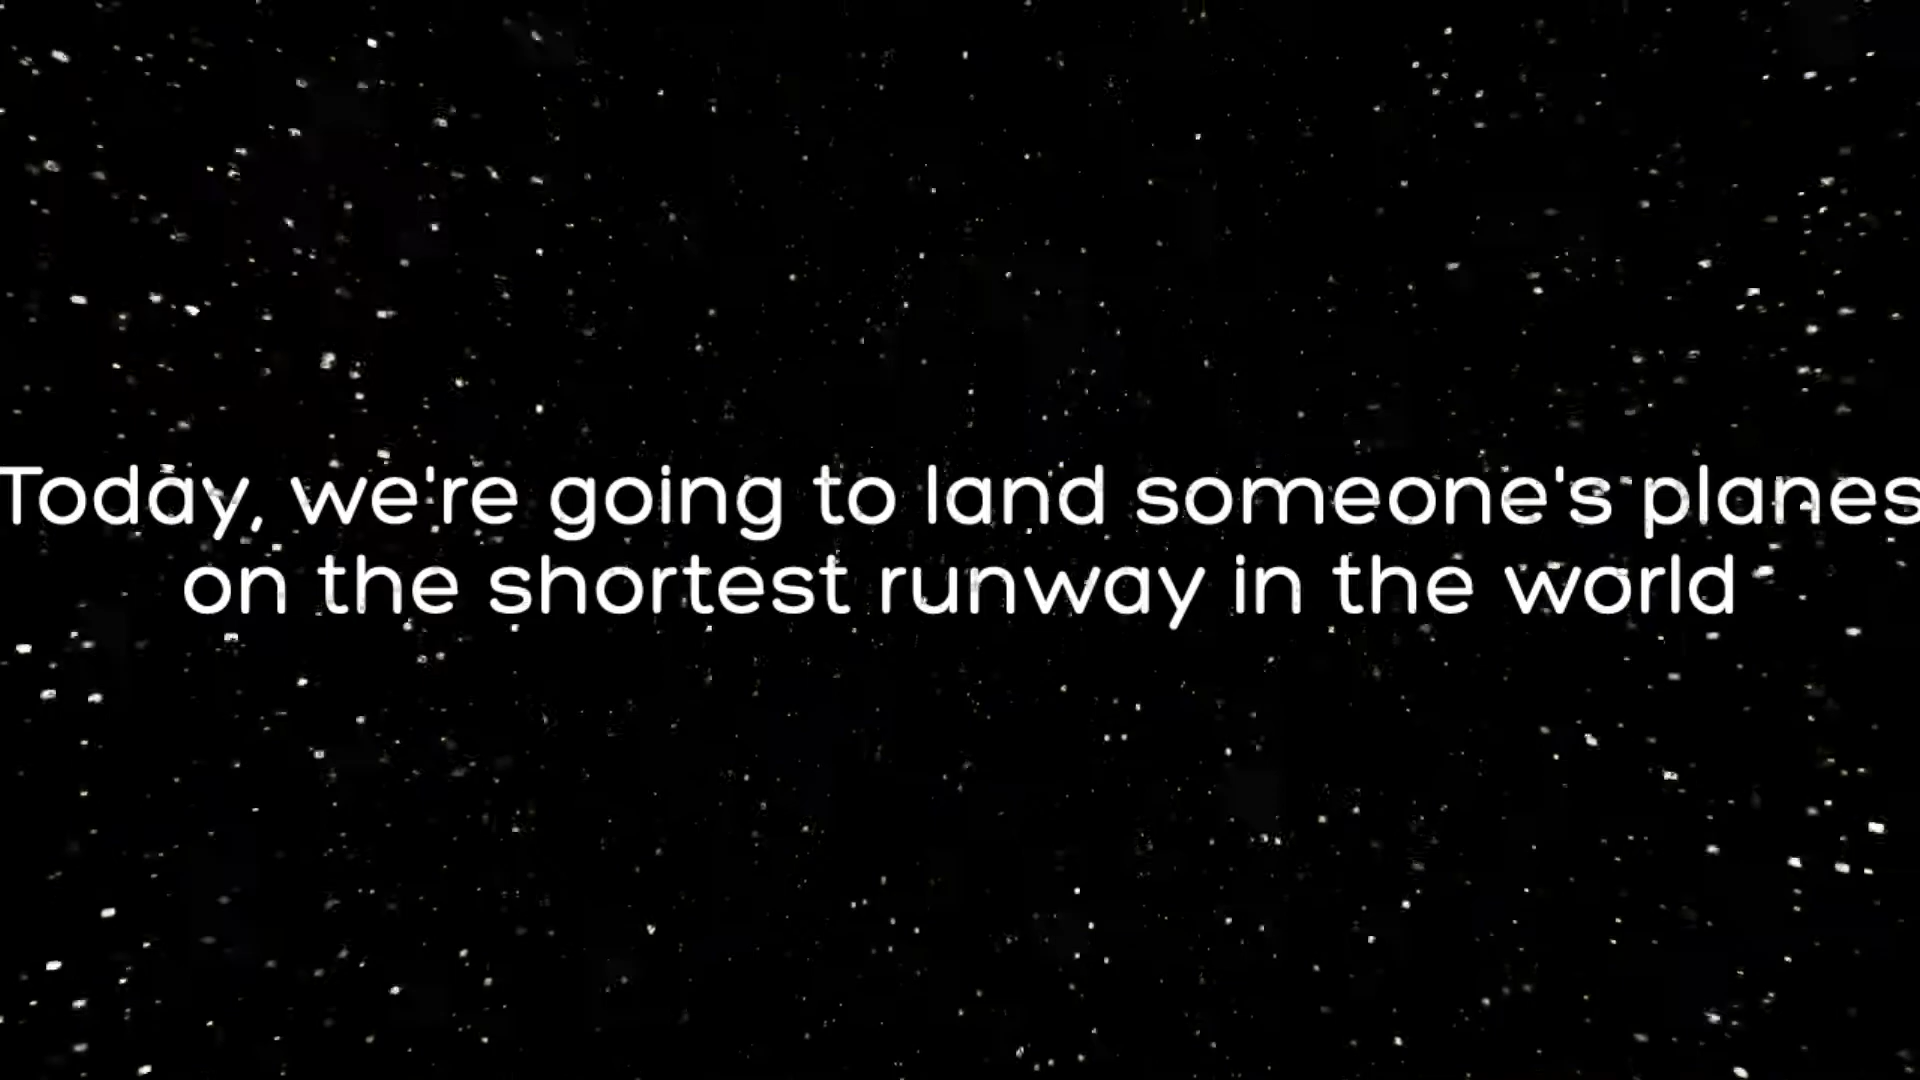 Today, we're going to land someone's planes
on the shortest runway in the world